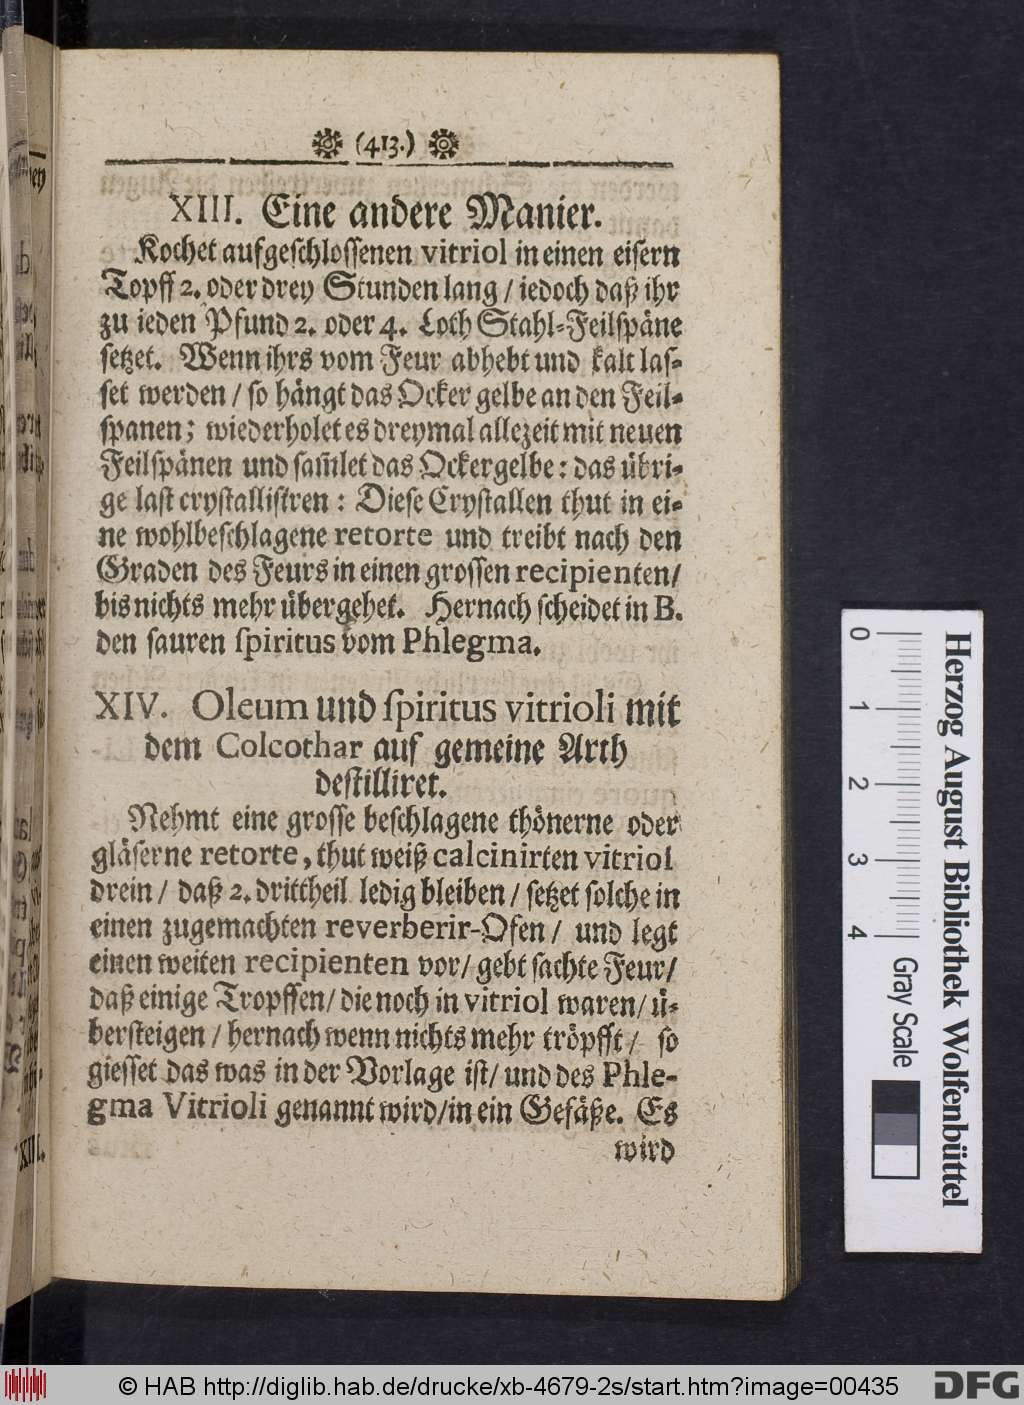 (413.)
XIII. Eine andere Manier.
Kochet aufgeschlossenen vitriol in einen eisern
Topff 2. oder drey Stunden lang / iedoch daß ihr
zu ieden Pfund 2. oder 4. Loth Stahl-Feilspäne
setzet. Wenn ihrs vom Feur abhebt und kalt las-
set werden / so hängt das Ocker gelbe an den Feil-
spanen; wiederholet es dreymal allezeit mit neuen
Feilspänen und sam̃let das Ockergelbe: das übri-
ge last crystallisiren: Diese Crystallen thut in ei-
ne wohlbeschlagene retorte und treibt nach den
Graden des Feurs in einen grossen recipienten/
bis nichts mehr übergehet. Hernach scheidet in B.
den sauren spiritus vom Phlegma.
XIV. Oleum und spiritus vitrioli mit
dem Colcothar auf gemeine Arth
destilliret.
Nehmt eine grosse beschlagene thönerne oder
gläserne retorte, thut weiß calcinirten vitriol
drein / daß 2. drittheil ledig bleiben / setzet solche in
einen zugemachten reverberir-Ofen / und legt
einen weiten recipienten vor/ gebt sachte Feur/
daß einige Tropffen/ die noch in vitriol waren/ ü-
bersteigen / hernach wenn nichts mehr tröpfft / so
giesset das was in der Vorlage ist/ und des Phle-
gma Vitrioli genannt wird/in ein Gefäße. Es
wird
Herzog August Bibliothek Wolfenbüttel
0 1 2 3 4
Gray Scale
© HAB http://diglib.hab.de/drucke/xb-4679-2s/start.htm?image=00435
DFG